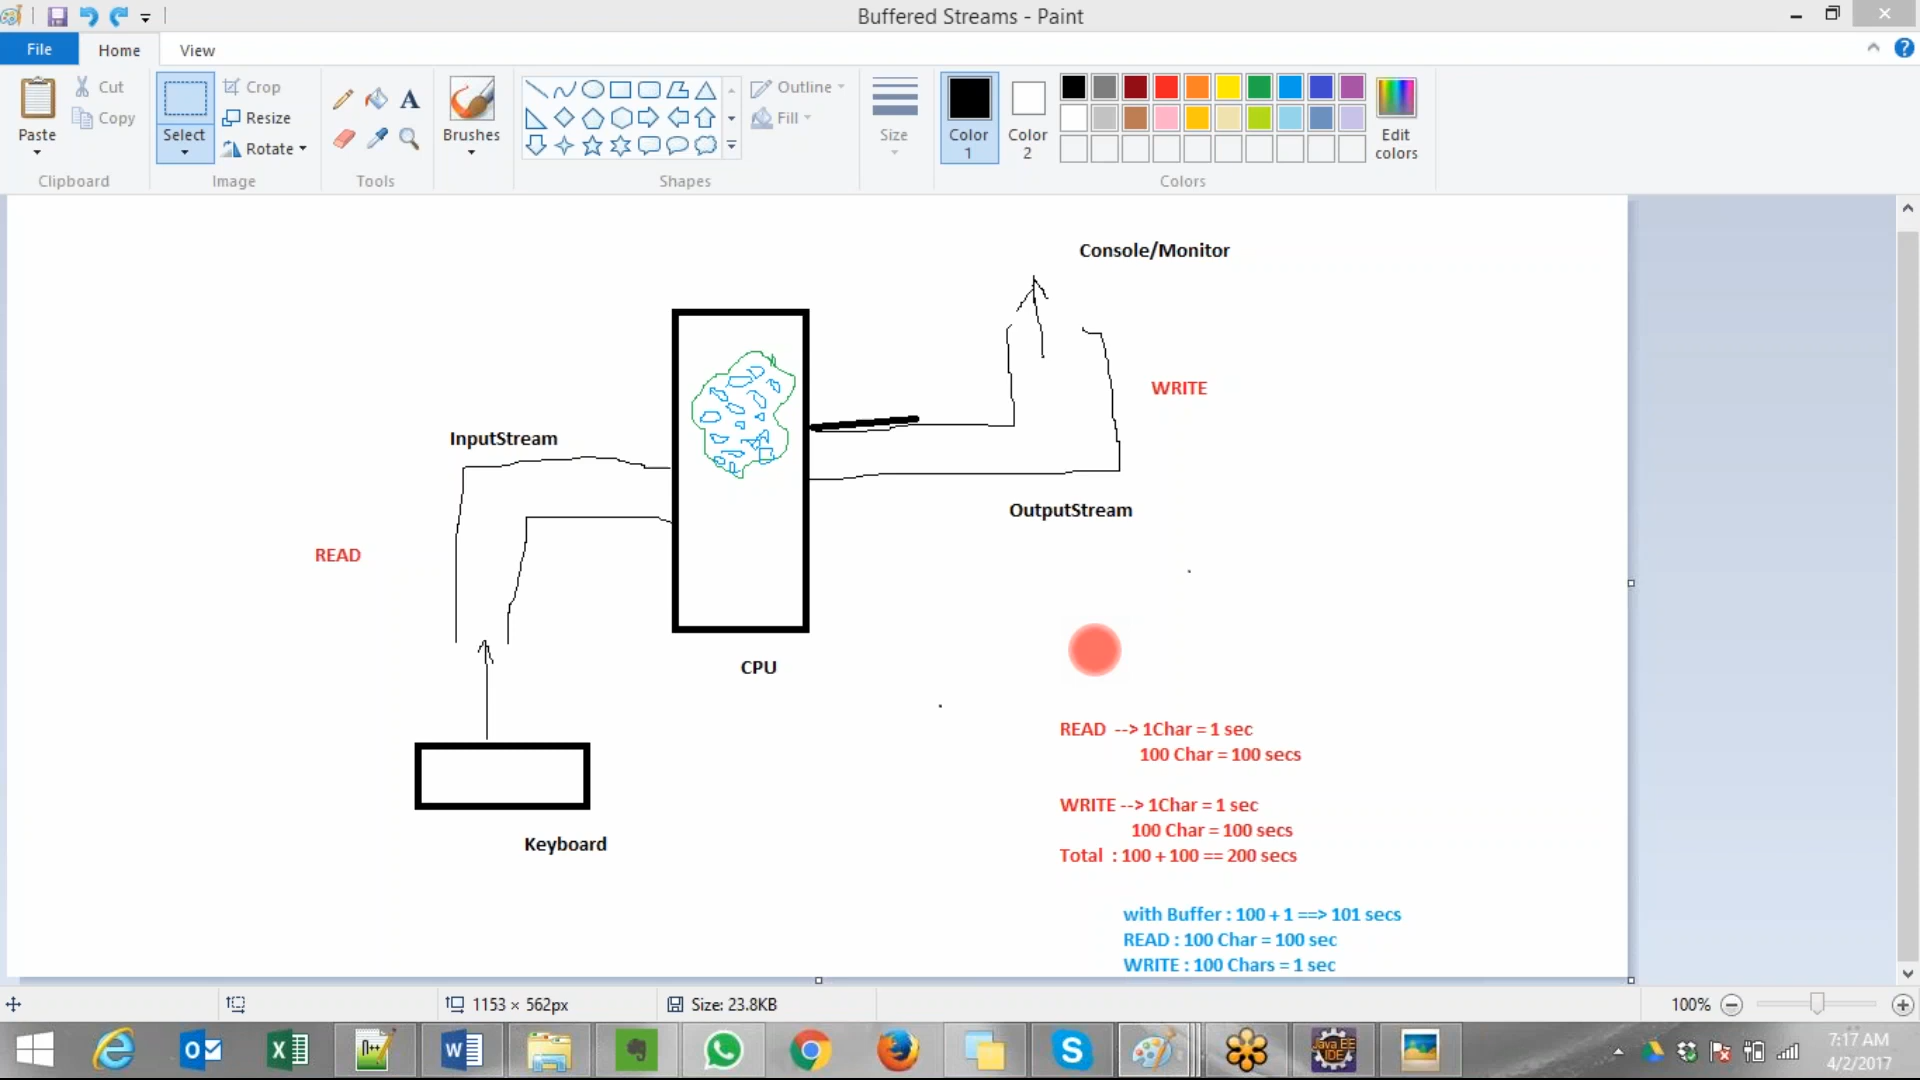 Buffered Streams - Paint
File
Home
View
Paste
Cut
Copy
Clipboard
Select
Crop
Resize
Rotate
Image
A
Tools
Brushes
Shapes
Outline
Fill
Size
Color 1
Color 2
Edit colors
Colors
Console/Monitor
WRITE
InputStream
OutputStream
READ
CPU
Keyboard
READ --> 1Char = 1 sec
100 Char = 100 secs
WRITE --> 1Char = 1 sec
100 Char = 100 secs
Total : 100 + 100 == 200 secs
with Buffer : 100 + 1 ==> 101 secs
READ : 100 Char = 100 sec
WRITE : 100 Chars = 1 sec
1153 × 562px
Size: 23.8KB
100%
Java EE
IDE
7:17 AM
4/2/2017